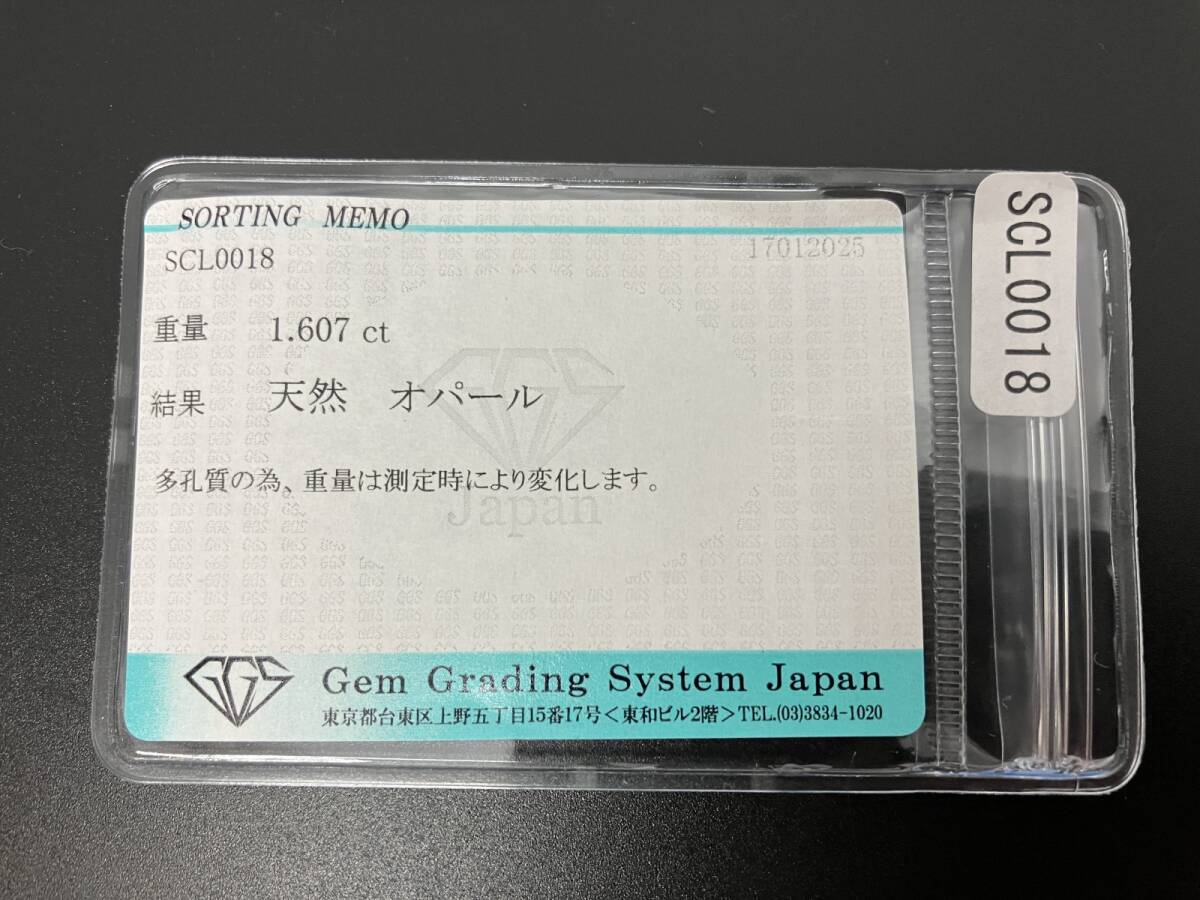 SORTING MEMO
SCL0018
17012025
重量 1.607 ct
結果 天然 オパール
多孔質の為、重量は測定時により変化します。
Japan
GGS
Gem Grading System Japan
東京都台東区上野五丁目15番17号<東和ビル2階>TEL.(03)3834-1020
SCL0018